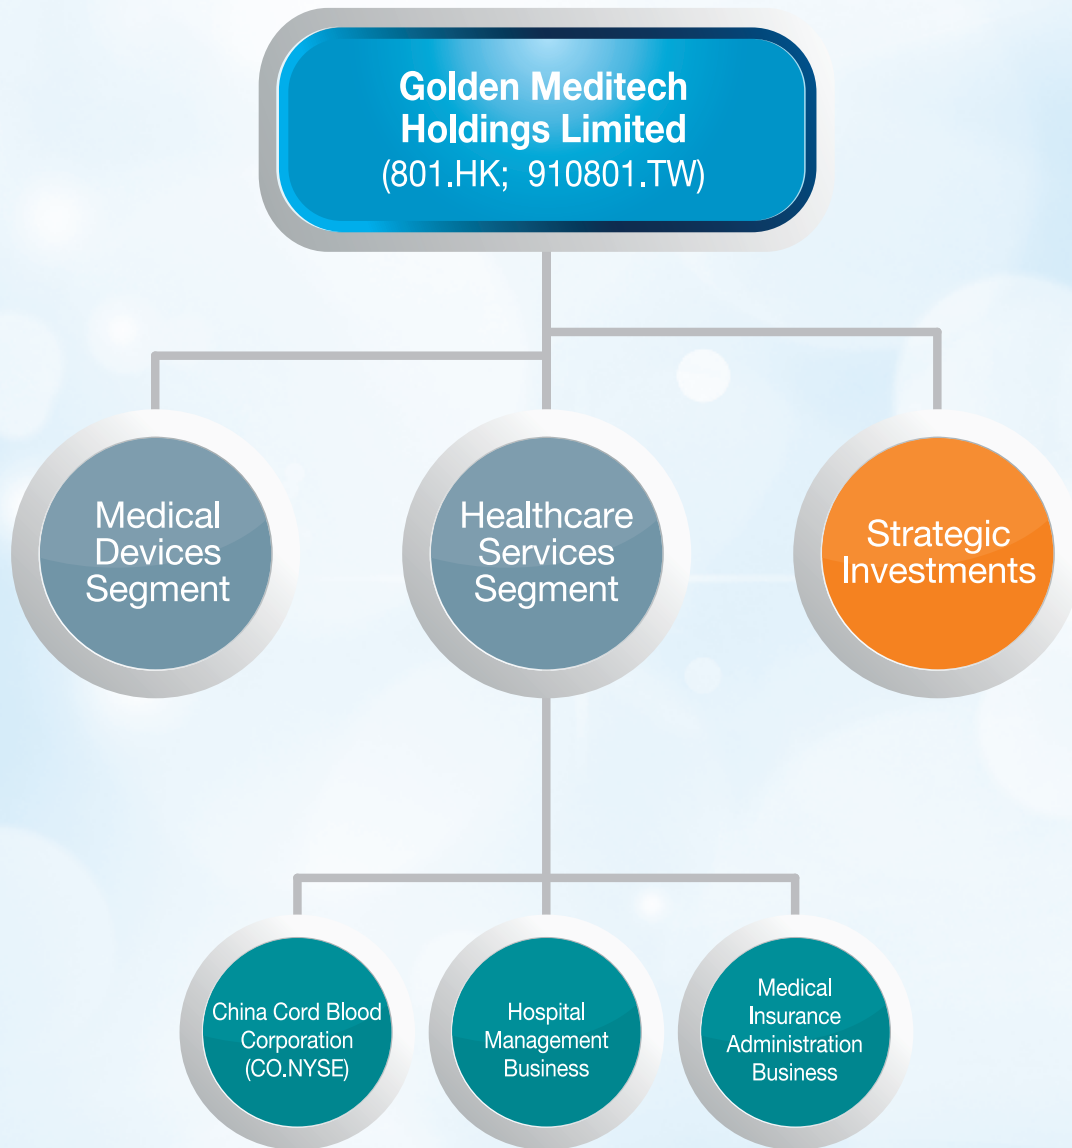 Golden Meditech
Holdings Limited
(801.HK; 910801.TW)
Medical
Devices
Segment
Healthcare
Services
Segment
Strategic
Investments
China Cord Blood
Corporation
(CO.NYSE)
Hospital
Management
Business
Medical
Insurance
Administration
Business